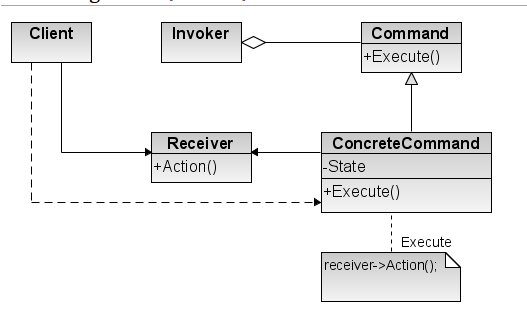 Client
Invoker
Command
+Execute()
Receiver
+Action()
ConcreteCommand
-State
+Execute()
Execute
receiver->Action();